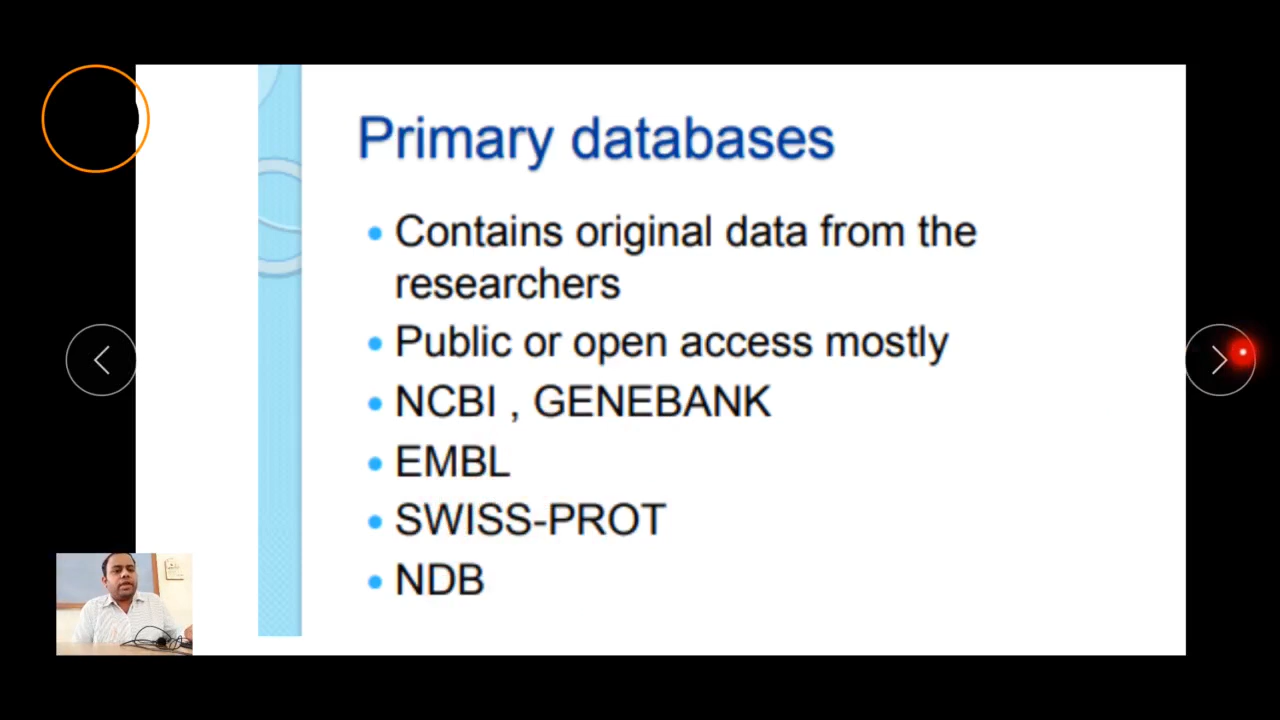 Primary databases
• Contains original data from the
researchers
• Public or open access mostly
• NCBI , GENEBANK
• EMBL
• SWISS-PROT
• NDB